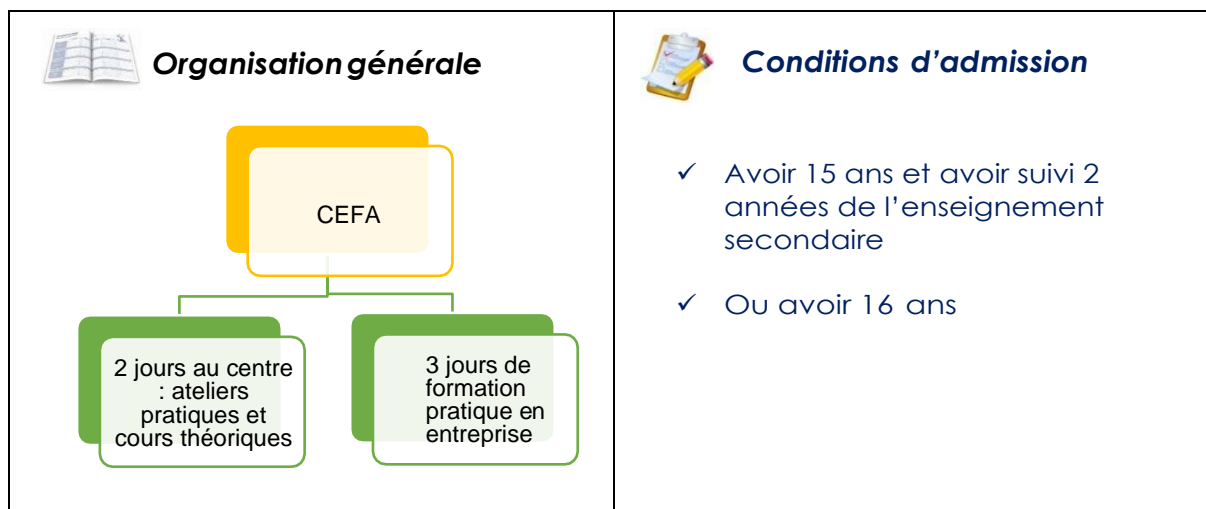 Organisation générale
CEFA
2 jours au centre
: ateliers
pratiques et
cours théoriques
3 jours de
formation
pratique en
entreprise
Conditions d’admission
✓ Avoir 15 ans et avoir suivi 2
années de l’enseignement
secondaire
✓ Ou avoir 16 ans